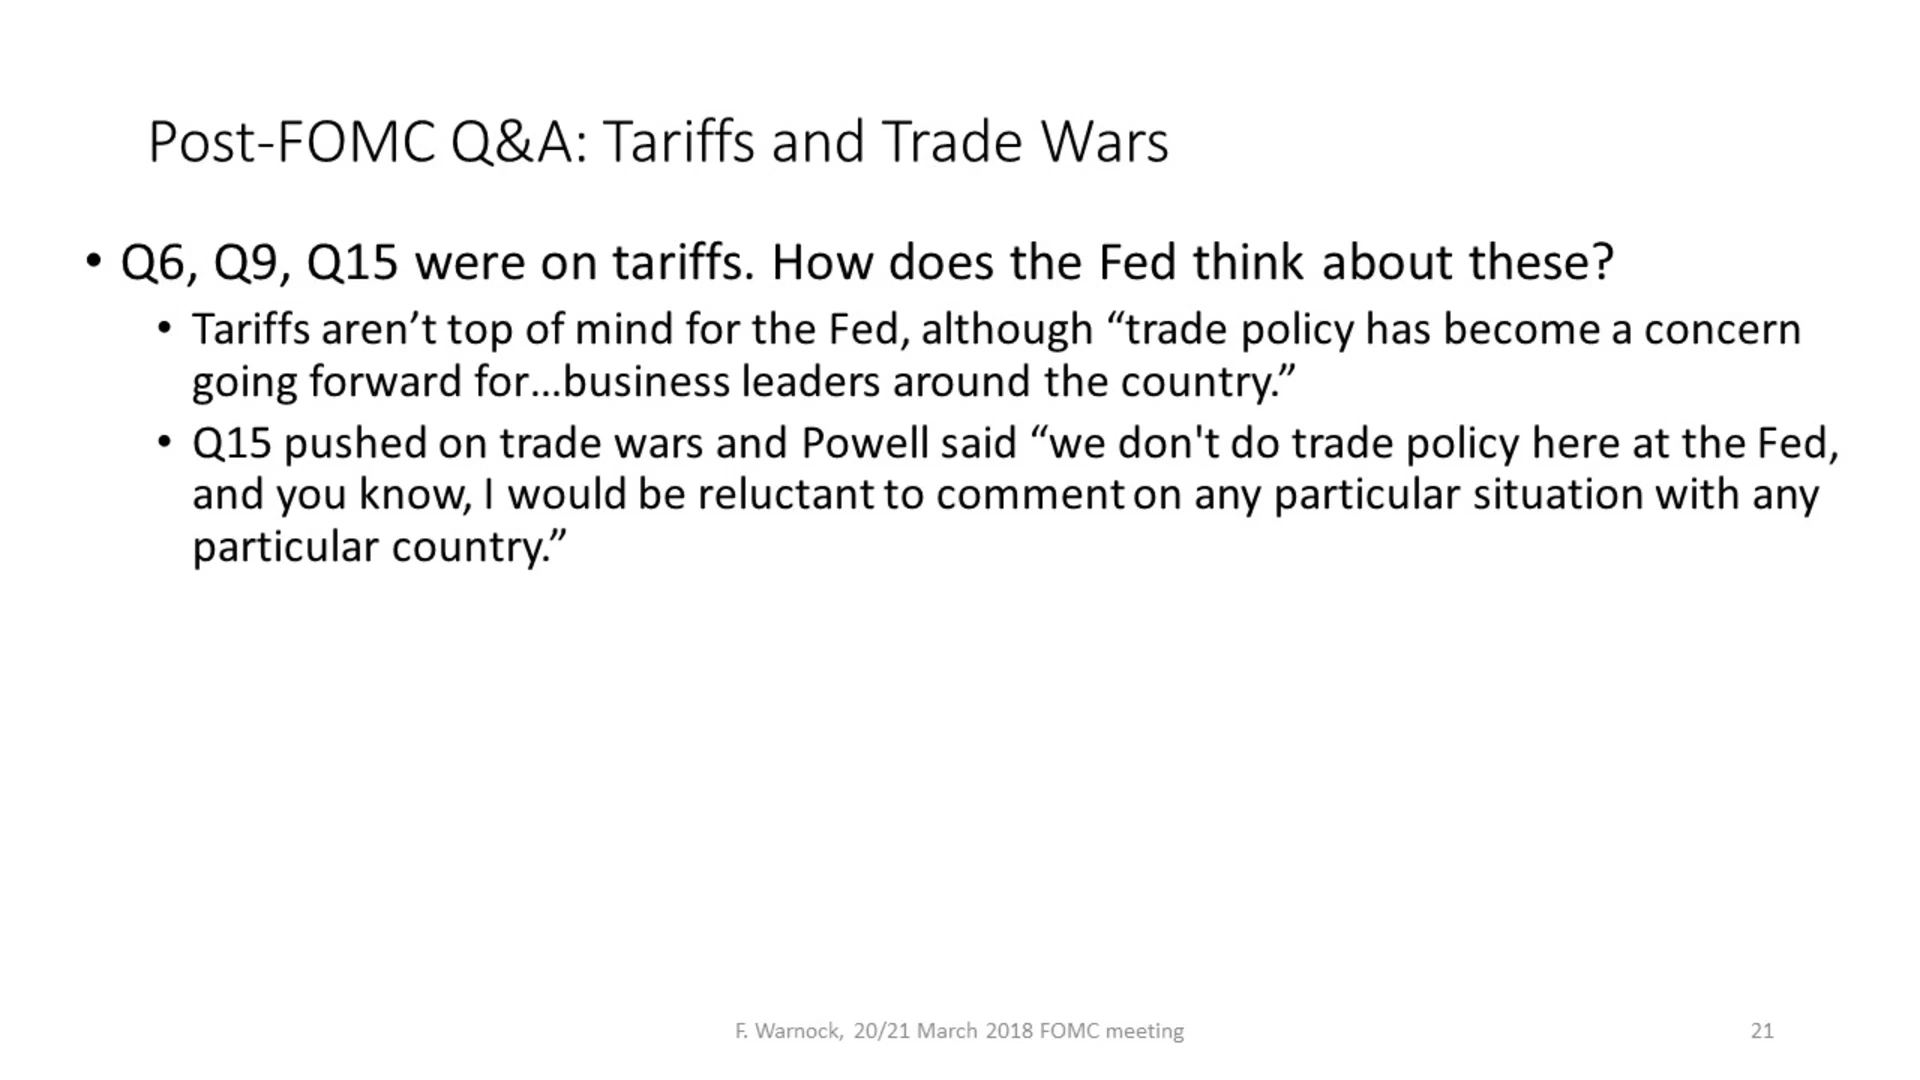 Post-FOMC Q&A: Tariffs and Trade Wars
• Q6, Q9, Q15 were on tariffs. How does the Fed think about these?
• Tariffs aren’t top of mind for the Fed, although “trade policy has become a concern
going forward for…business leaders around the country.”
• Q15 pushed on trade wars and Powell said “we don't do trade policy here at the Fed,
and you know, I would be reluctant to comment on any particular situation with any
particular country.”
F. Warnock, 20/21 March 2018 FOMC meeting
21